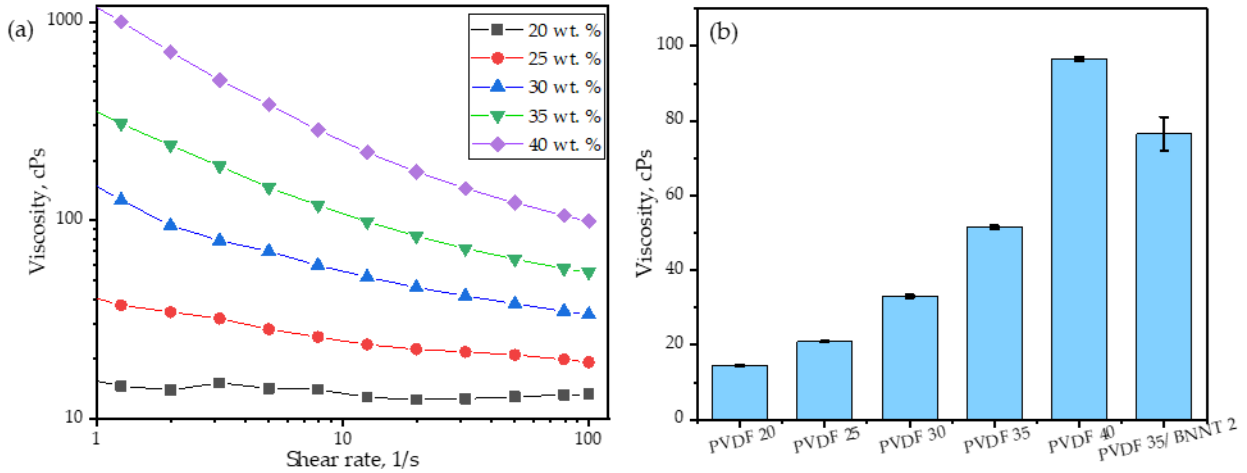 (a)
Viscosity, cPs
1000
100
10
1
10
100
Shear rate, 1/s
20 wt. %
25 wt. %
30 wt. %
35 wt. %
40 wt. %
(b)
Viscosity, cPs
100
80
60
40
20
0
PVDF 20
PVDF 25
PVDF 30
PVDF 35
PVDF 40
PVDF 35/ BNNT 2